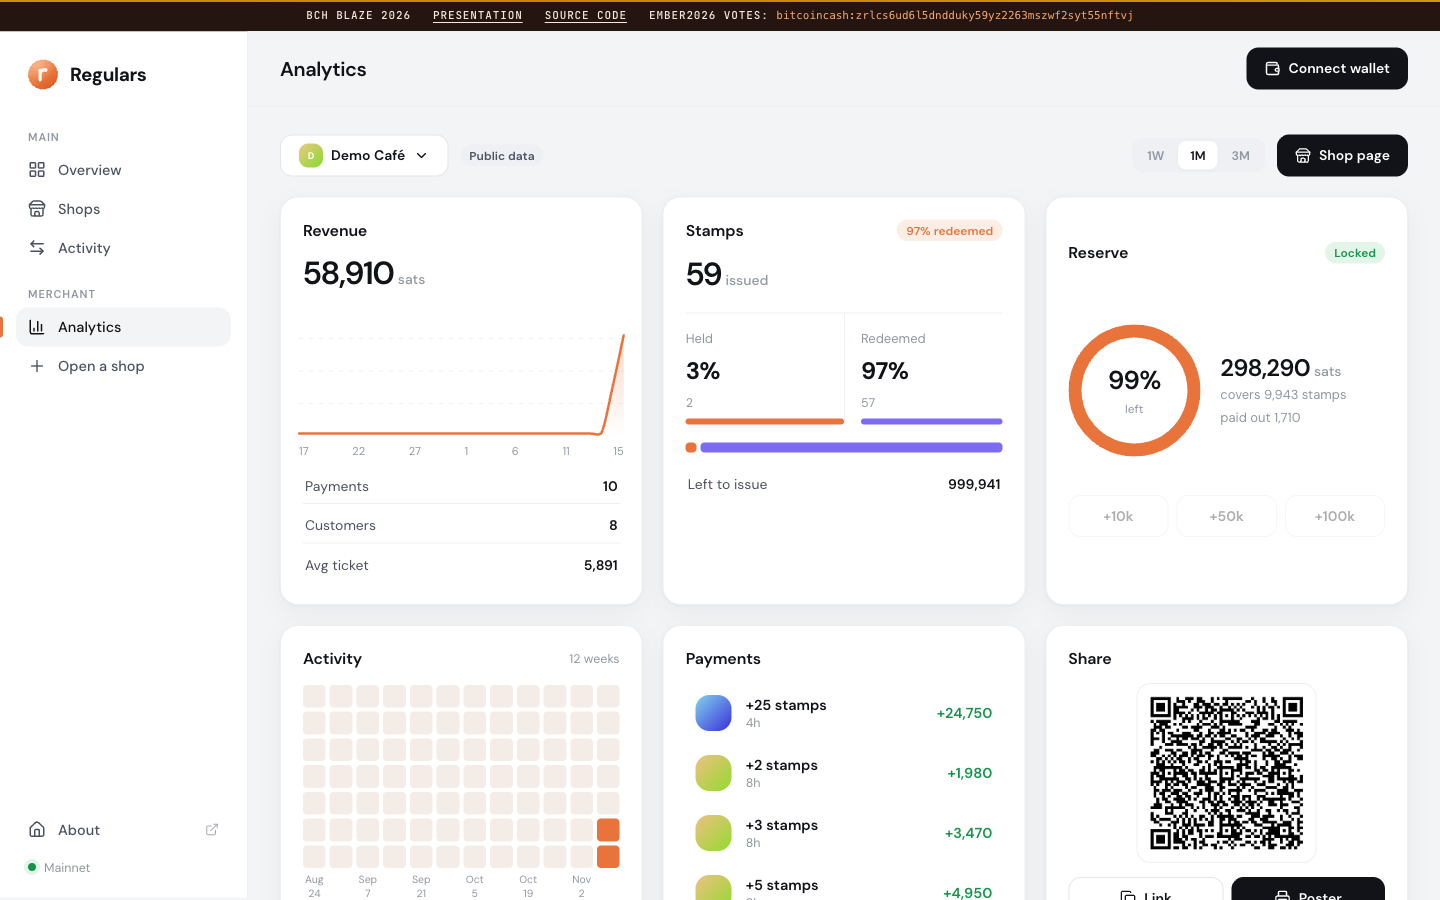 BCH BLAZE 2026 PRESENTATION SOURCE CODE EMBER2026 VOTES: bitcoincash:zrlcs6ud6l5dndduky59yz2263mszwf2syt55nftvj
Regulars
MAIN
Overview
Shops
Activity
MERCHANT
Analytics
Open a shop
About
Mainnet
Analytics
Connect wallet
D Demo Café
Public data
1W 1M 3M
Shop page
Revenue
58,910 sats
17 22 27 1 6 11 15
Payments 10
Customers 8
Avg ticket 5,891
Stamps
97% redeemed
59 issued
Held
3%
2
Redeemed
97%
57
Left to issue 999,941
Reserve
Locked
99%
left
298,290 sats
covers 9,943 stamps
paid out 1,710
+10k +50k +100k
Activity
12 weeks
Aug 24 Sep 7 Sep 21 Oct 5 Oct 19 Nov 2
Payments
+25 stamps
4h
+24,750
+2 stamps
8h
+1,980
+3 stamps
8h
+3,470
+5 stamps
+4,950
Share
Link
Poster